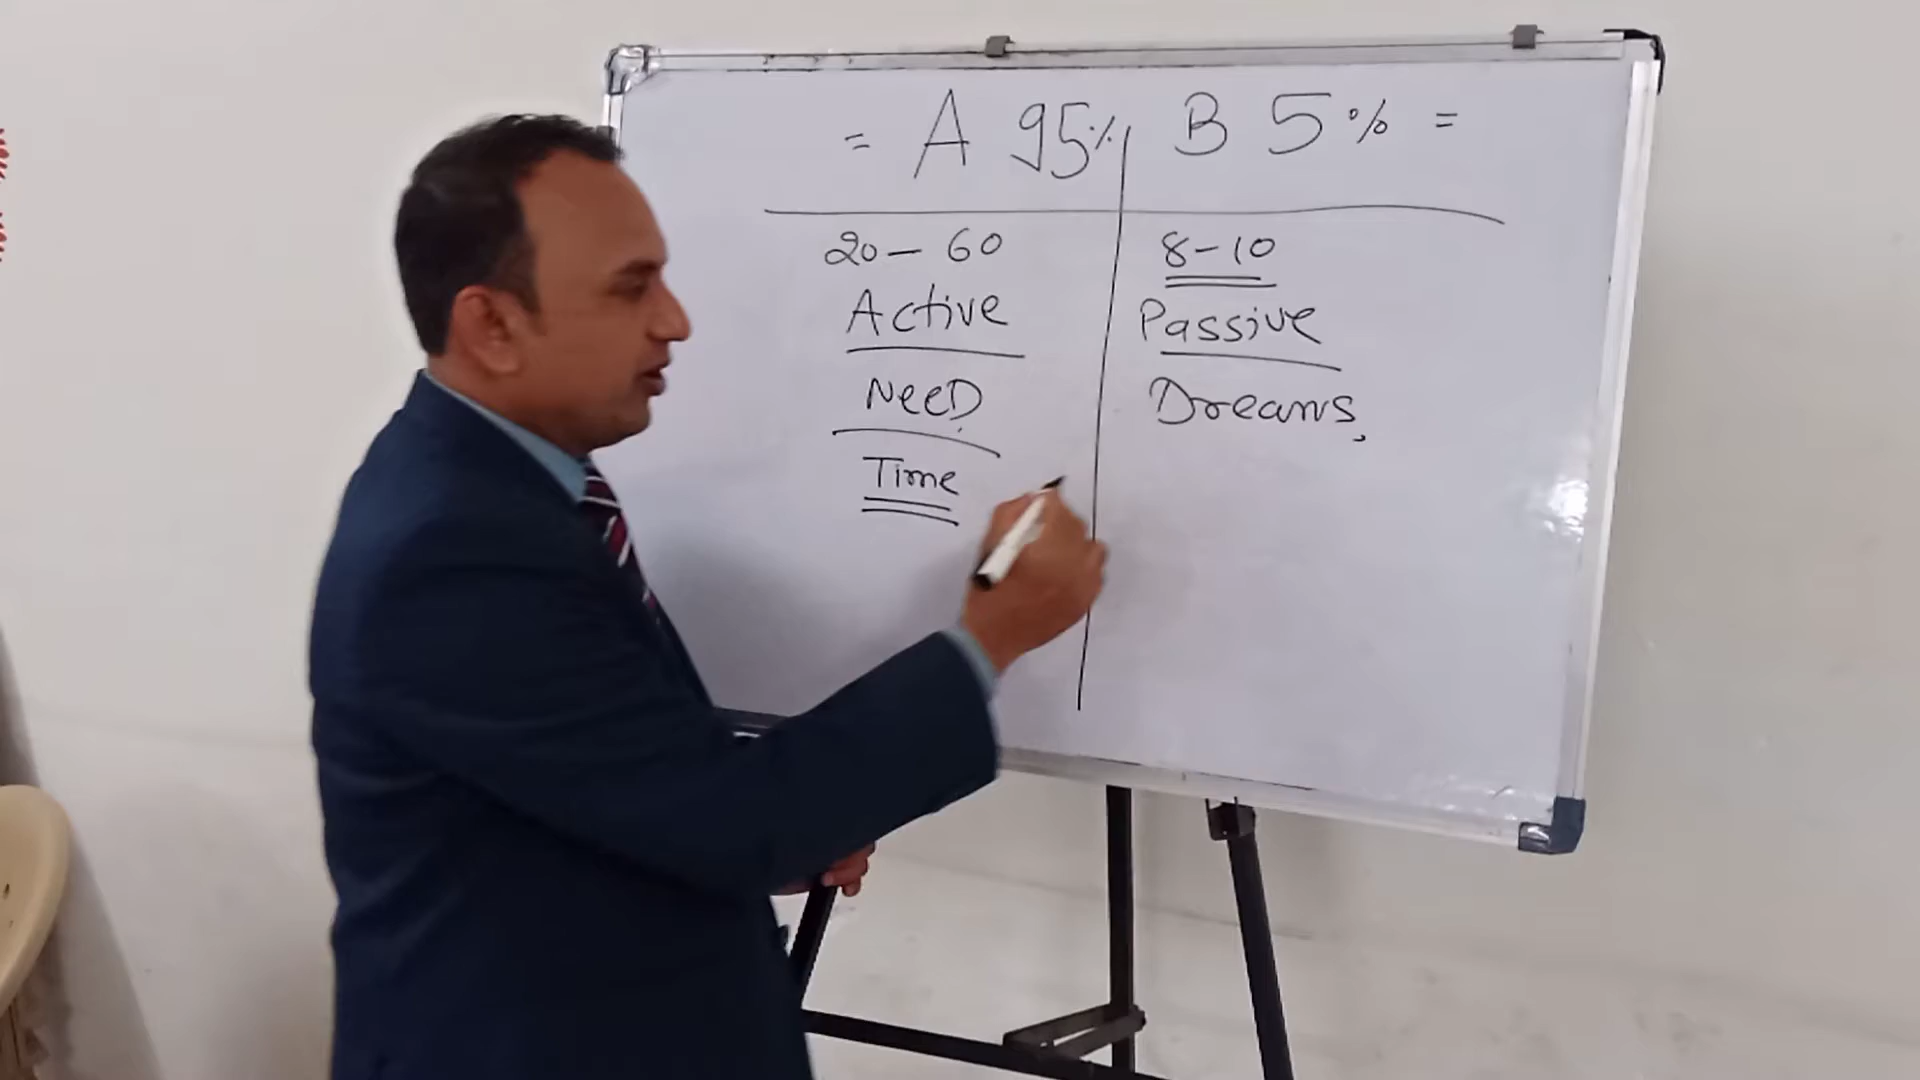 = A 95% B 5% =
20 - 60 8-10
Active Passive
NeeD Dreams,
Time